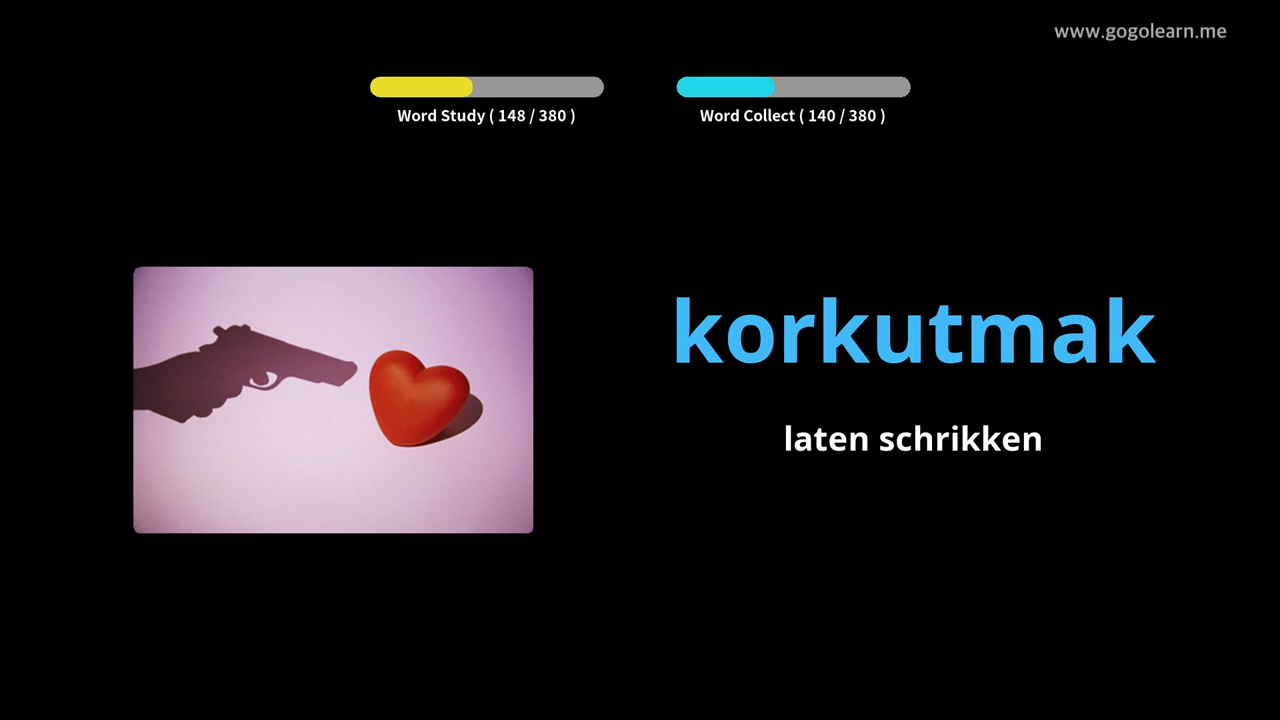 www.gogolearn.me
Word Study ( 148 / 380 )
Word Collect ( 140 / 380 )
korkutmak
laten schrikken